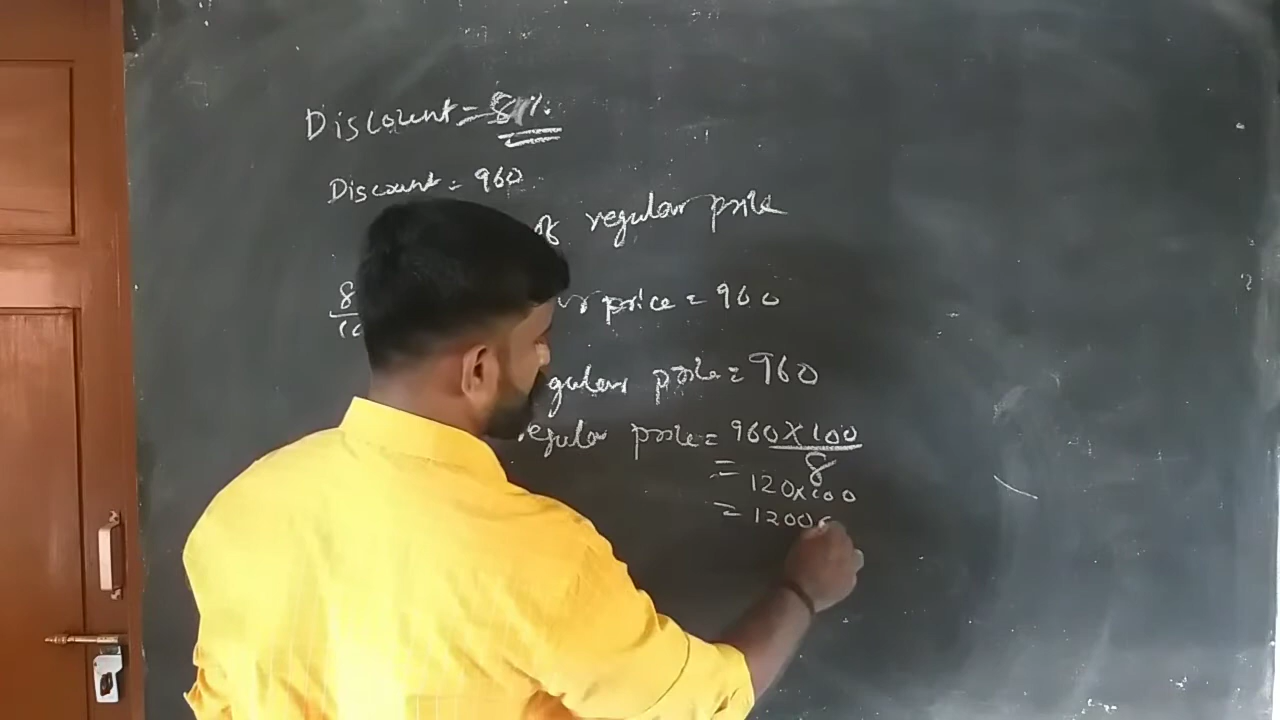 Discount = 8%
Discount = 960
of regular price
8 price = 960
price = 960
regular price = 960 x 100
8
= 120 x 100
= 1200